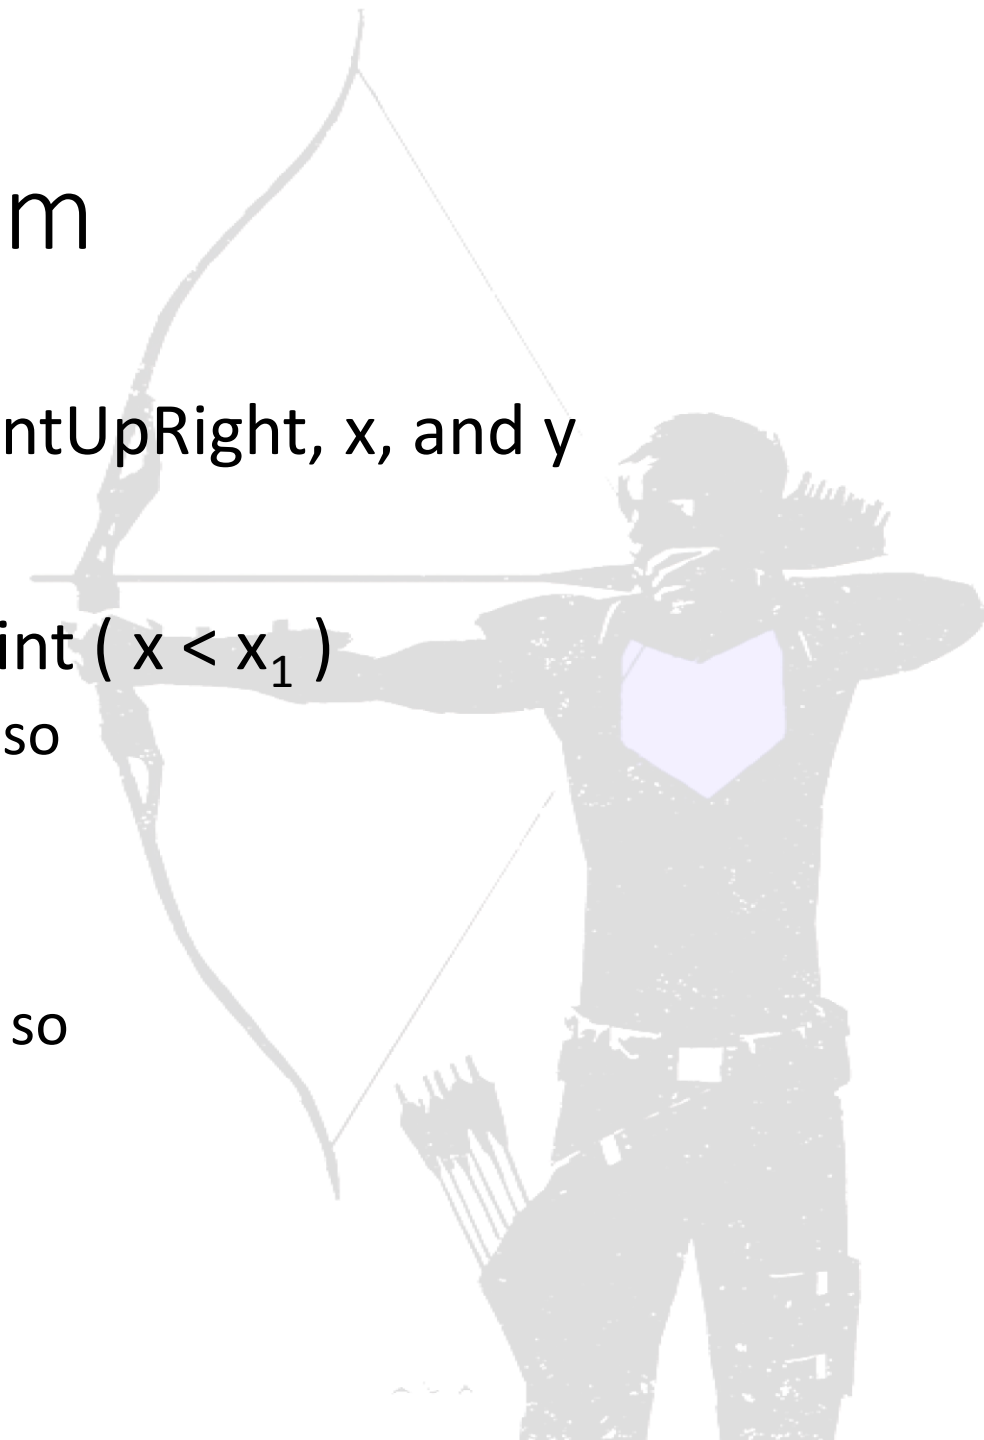 m
ntUpRight, x, and y
int ( x < x₁ )
so
so